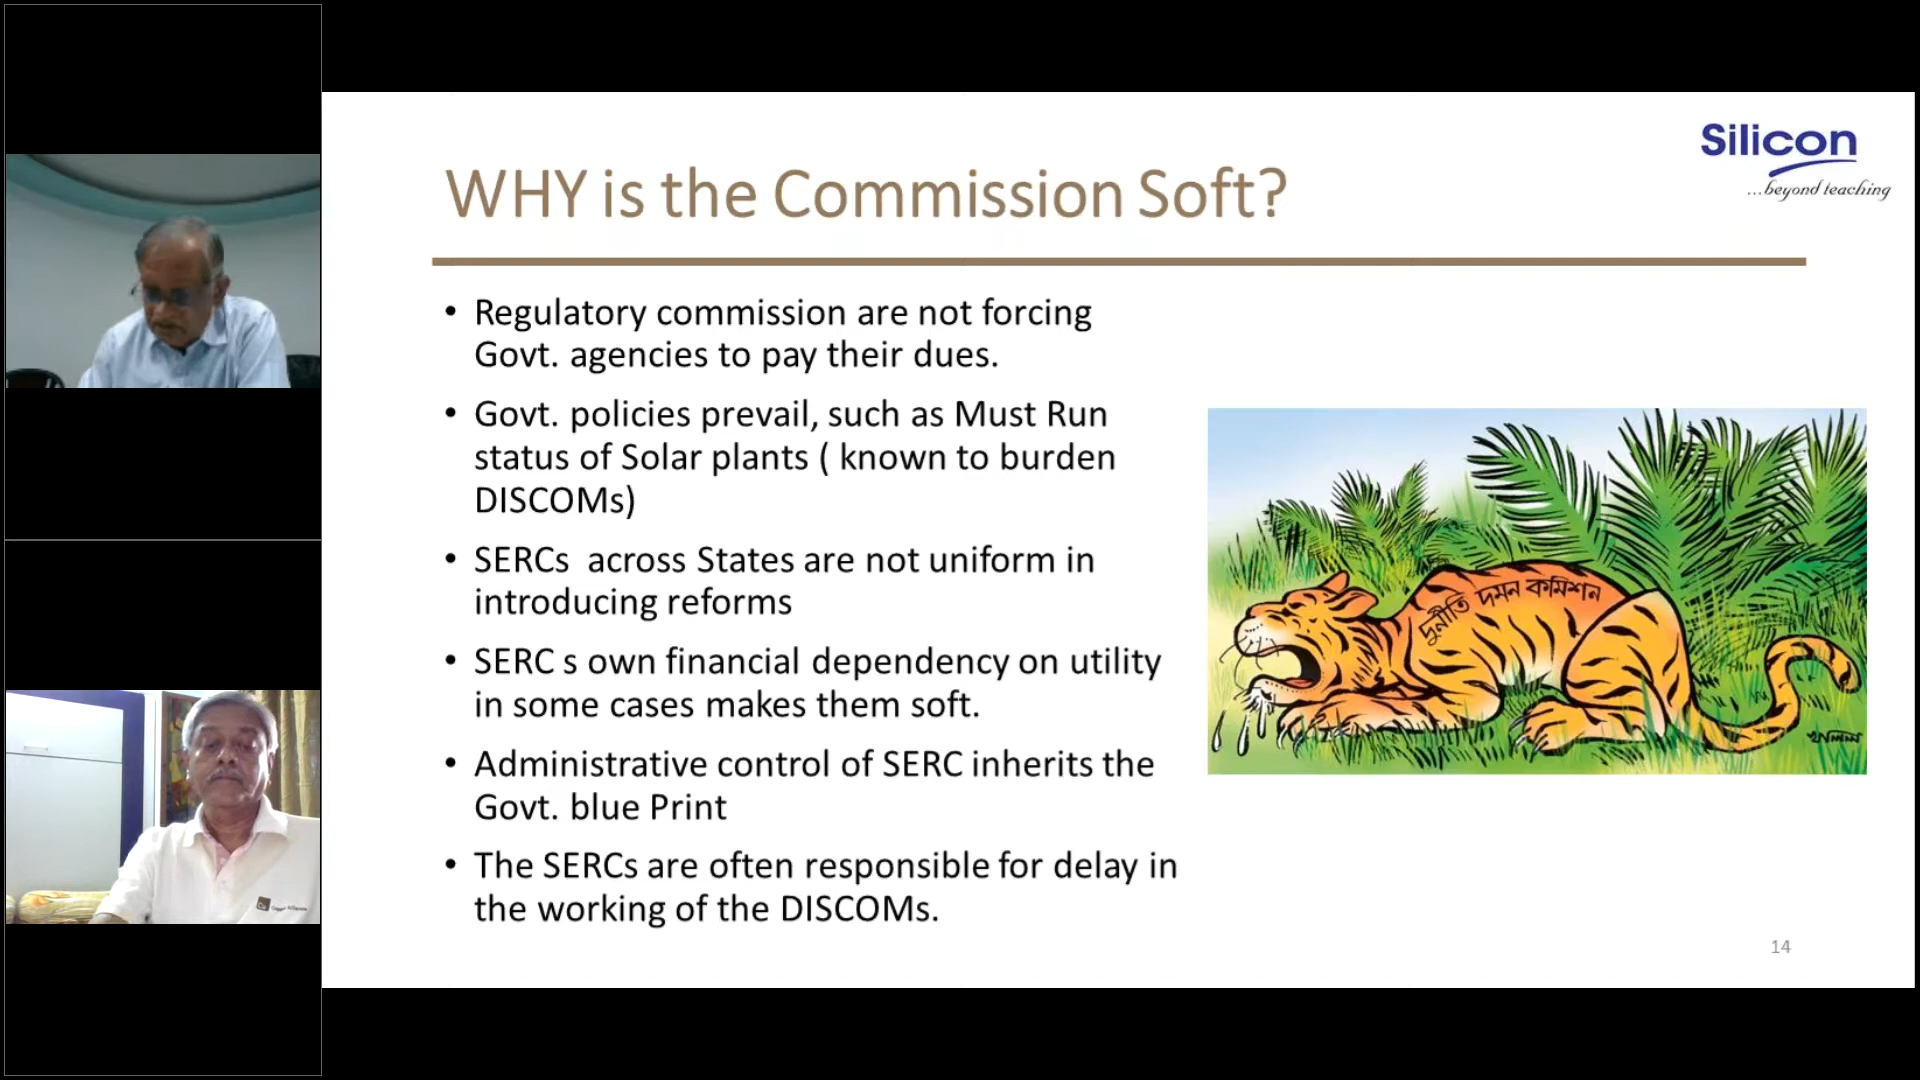 Silicon
...beyond teaching
WHY is the Commission Soft?
• Regulatory commission are not forcing
Govt. agencies to pay their dues.
• Govt. policies prevail, such as Must Run
status of Solar plants ( known to burden
DISCOMs)
• SERCs across States are not uniform in
introducing reforms
• SERC s own financial dependency on utility
in some cases makes them soft.
• Administrative control of SERC inherits the
Govt. blue Print
• The SERCs are often responsible for delay in
the working of the DISCOMs.
দুর্নীতি দমন কমিশন
14